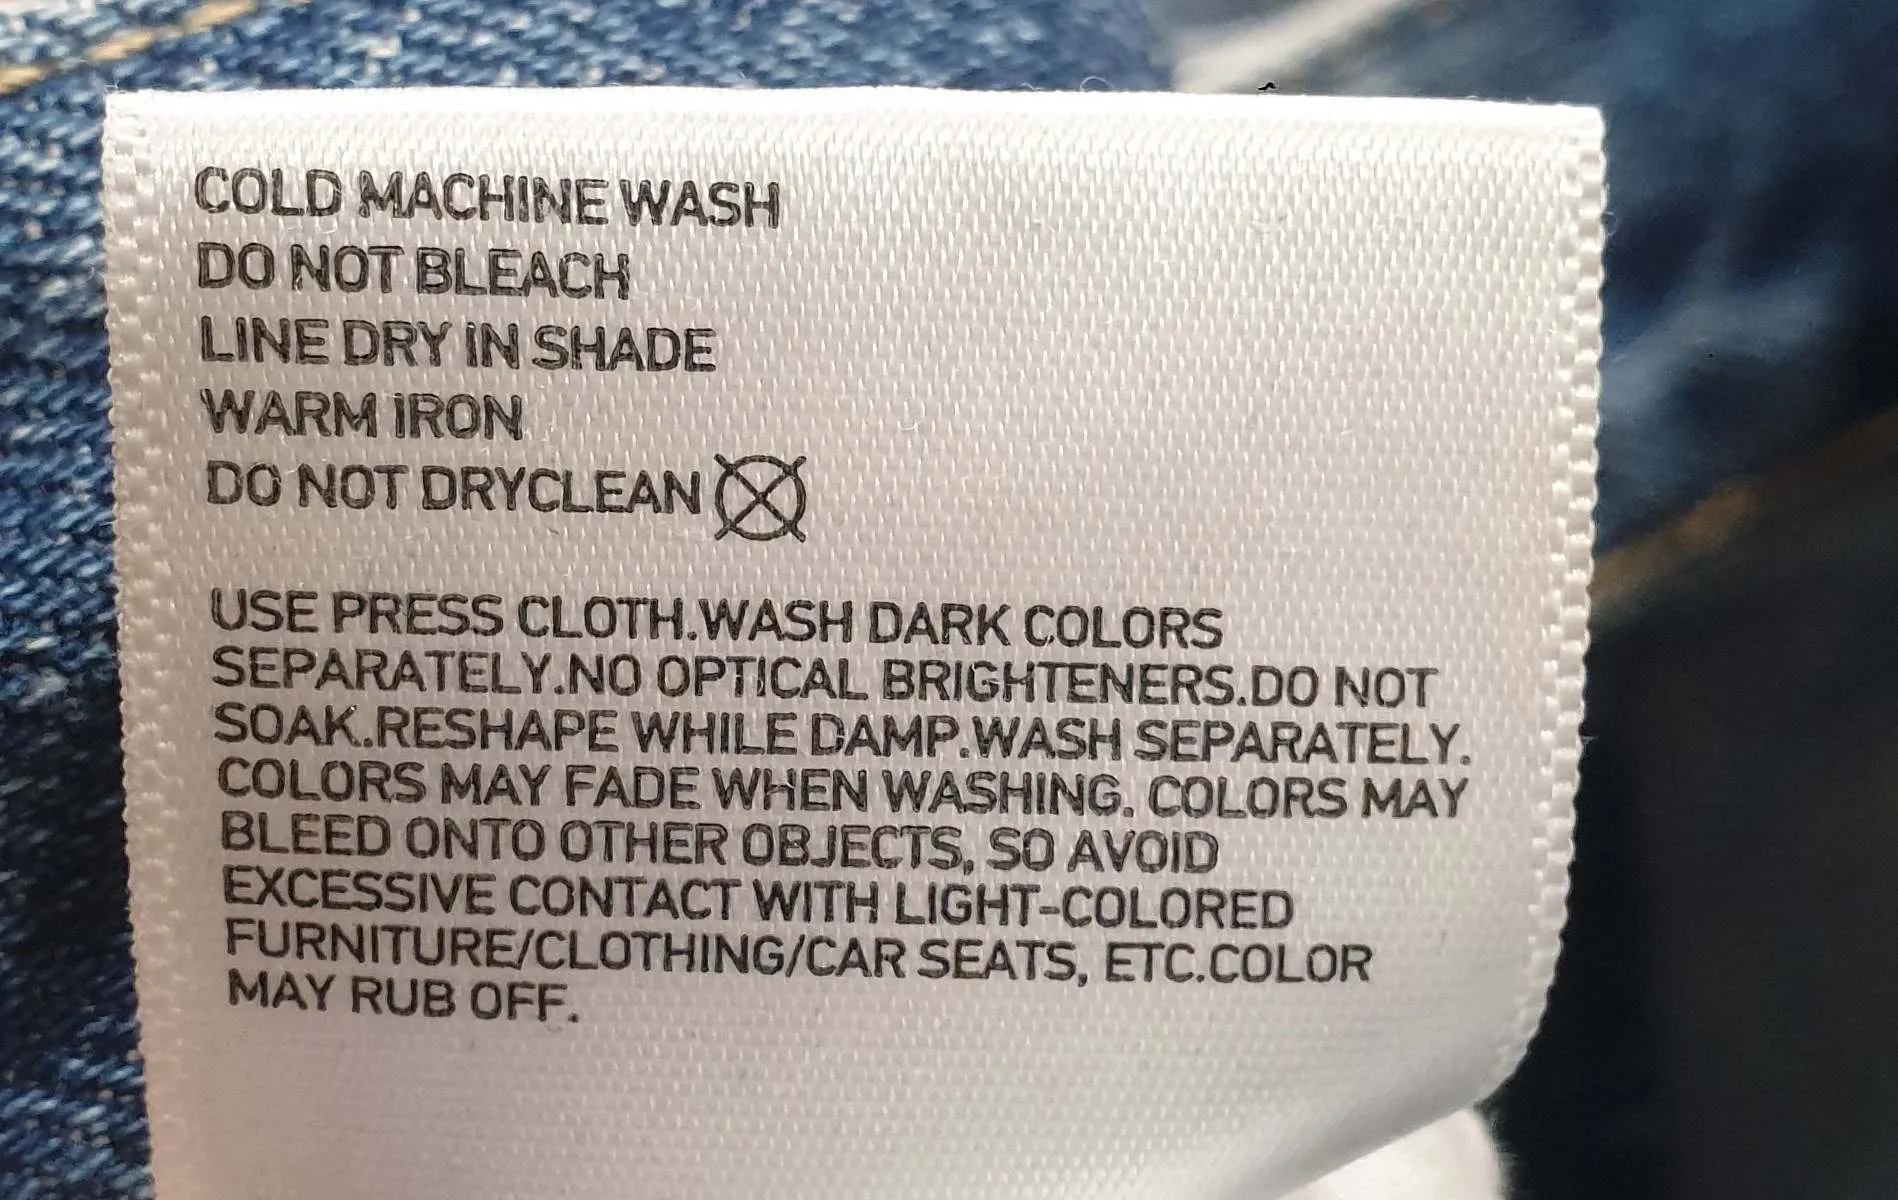 COLD MACHINE WASH
DO NOT BLEACH
LINE DRY IN SHADE
WARM IRON
DO NOT DRYCLEAN
USE PRESS CLOTH.WASH DARK COLORS
SEPARATELY.NO OPTICAL BRIGHTENERS.DO NOT
SOAK.RESHAPE WHILE DAMP.WASH SEPARATELY.
COLORS MAY FADE WHEN WASHING. COLORS MAY
BLEED ONTO OTHER OBJECTS, SO AVOID
EXCESSIVE CONTACT WITH LIGHT-COLORED
FURNITURE/CLOTHING/CAR SEATS, ETC.COLOR
MAY RUB OFF.